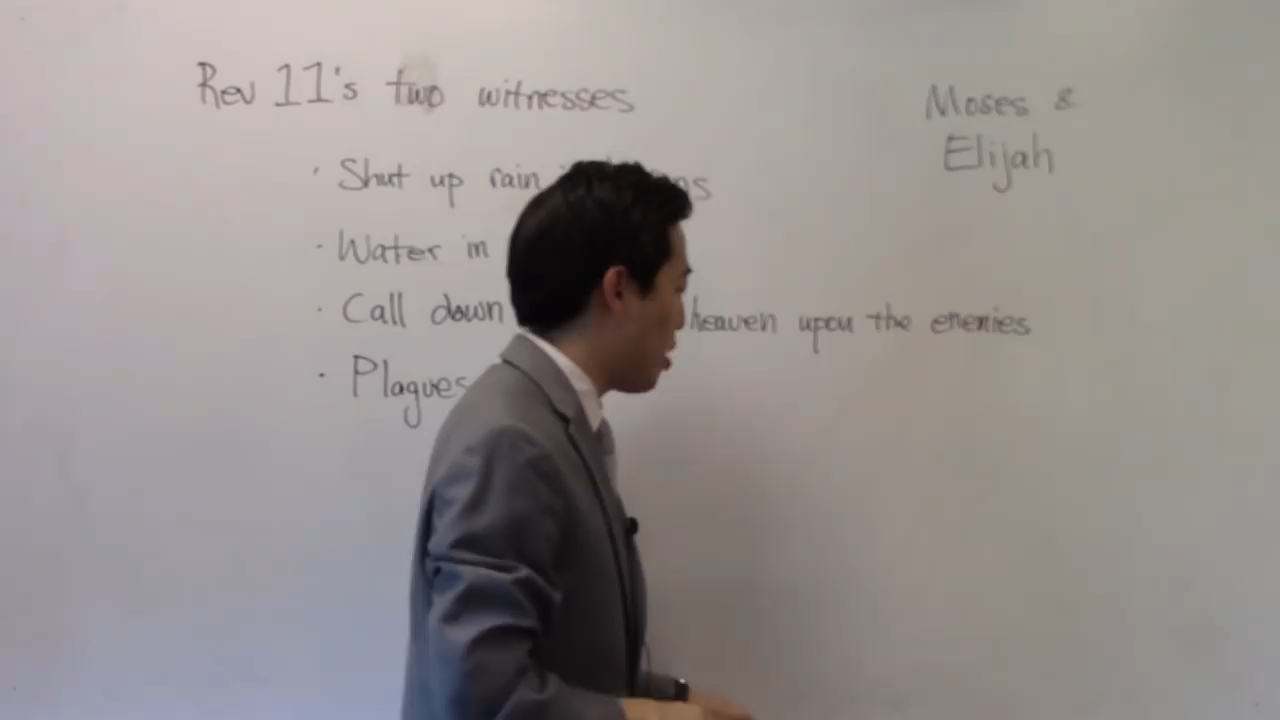 Rev 11's two witnesses
Moses &
Elijah
· Shut up rain
· Water in
· Call down heaven upon the enemies
· Plagues